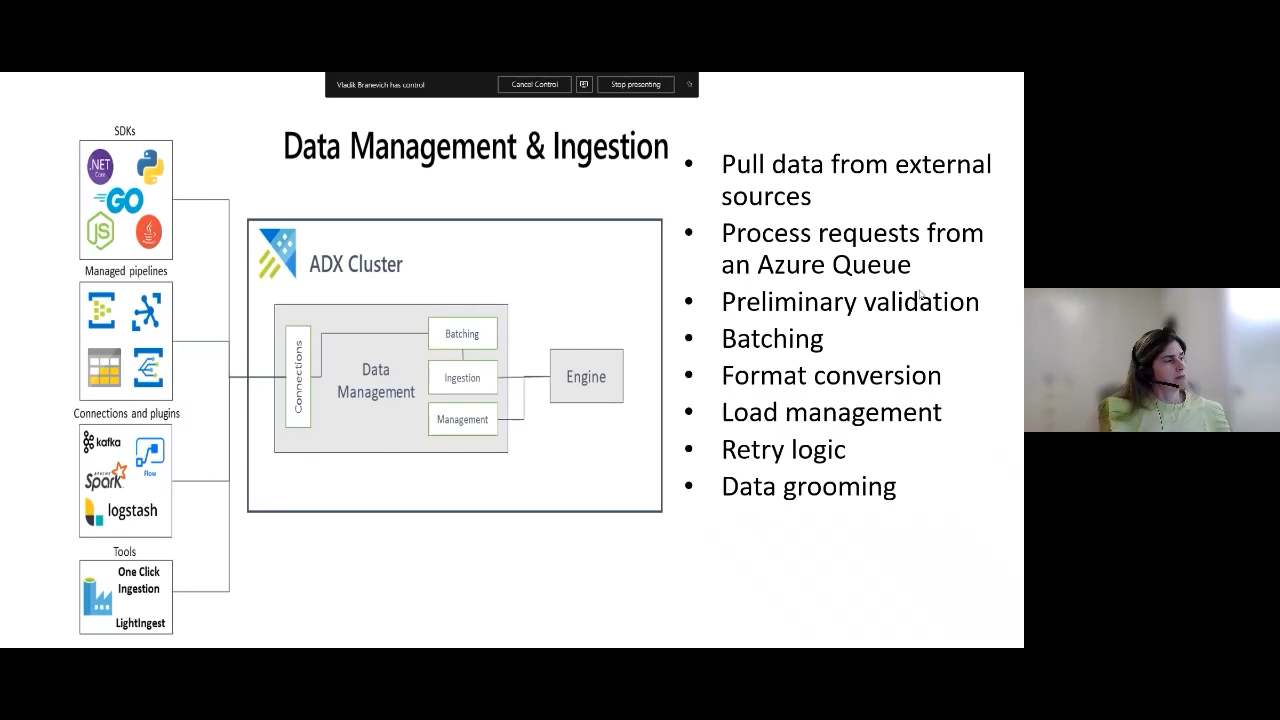 Vladik Branevich has control
Cancel Control
Stop presenting
Data Management & Ingestion
SDKs
.NET
Core
GO
JS
Managed pipelines
Connections and plugins
kafka
Flow
APACHE
Spark
logstash
Tools
One Click
Ingestion
LightIngest
ADX Cluster
Connections
Data
Management
Batching
Ingestion
Management
Engine
• Pull data from external
sources
• Process requests from
an Azure Queue
• Preliminary validation
• Batching
• Format conversion
• Load management
• Retry logic
• Data grooming